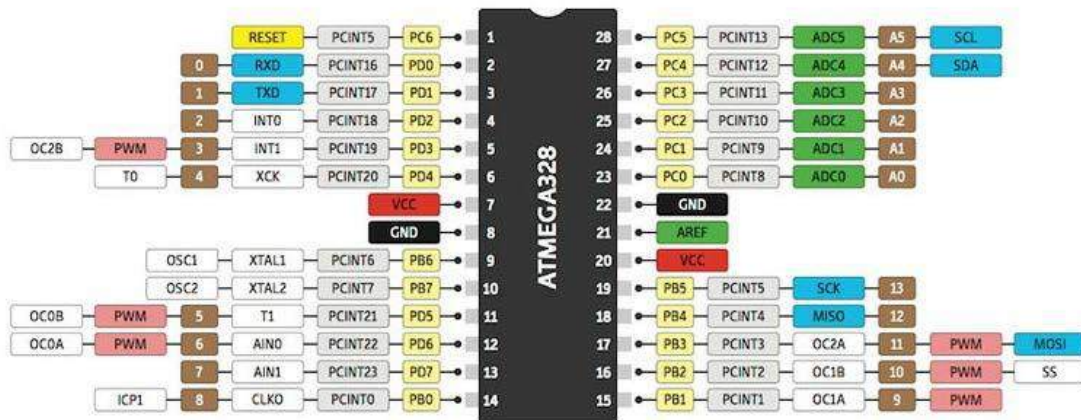 RESET PCINT5 PC6 1 28 PC5 PCINT13 ADC5 A5 SCL
0 RXD PCINT16 PD0 2 27 PC4 PCINT12 ADC4 A4 SDA
1 TXD PCINT17 PD1 3 26 PC3 PCINT11 ADC3 A3
2 INT0 PCINT18 PD2 4 25 PC2 PCINT10 ADC2 A2
OC2B PWM 3 INT1 PCINT19 PD3 5 24 PC1 PCINT9 ADC1 A1
T0 4 XCK PCINT20 PD4 6 23 PC0 PCINT8 ADC0 A0
VCC 7 22 GND
GND 8 21 AREF
OSC1 XTAL1 PCINT6 PB6 9 20 VCC
OSC2 XTAL2 PCINT7 PB7 10 19 PB5 PCINT5 SCK 13
OC0B PWM 5 T1 PCINT21 PD5 11 18 PB4 PCINT4 MISO 12
OC0A PWM 6 AIN0 PCINT22 PD6 12 17 PB3 PCINT3 OC2A 11 PWM MOSI
7 AIN1 PCINT23 PD7 13 16 PB2 PCINT2 OC1B 10 PWM SS
ICP1 8 CLK0 PCINT0 PB0 14 15 PB1 PCINT1 OC1A 9 PWM
ATMEGA328